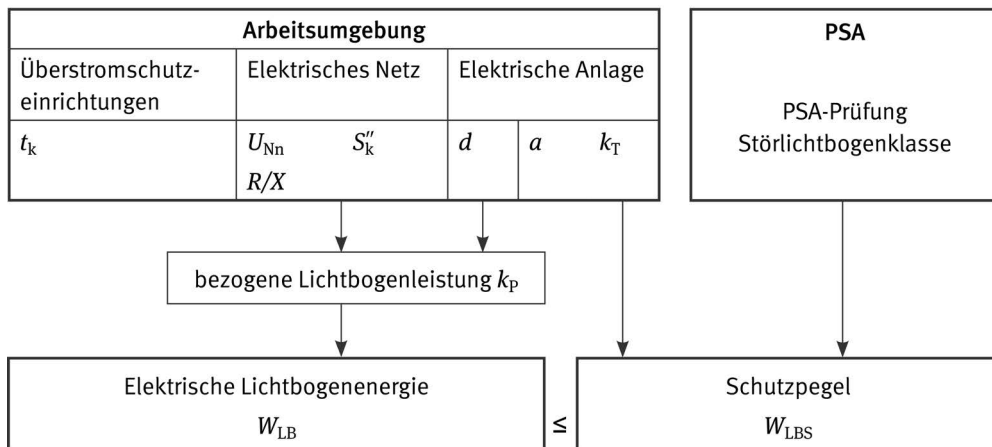 Arbeitsumgebung
Überstromschutz-
einrichtungen
Elektrisches Netz
Elektrische Anlage
t_k
U_Nn S_k''
R/X
d
a k_T
PSA
PSA-Prüfung
Störlichtbogenklasse
bezogene Lichtbogenleistung k_P
Elektrische Lichtbogenenergie
W_LB
≤
Schutzpegel
W_LBS